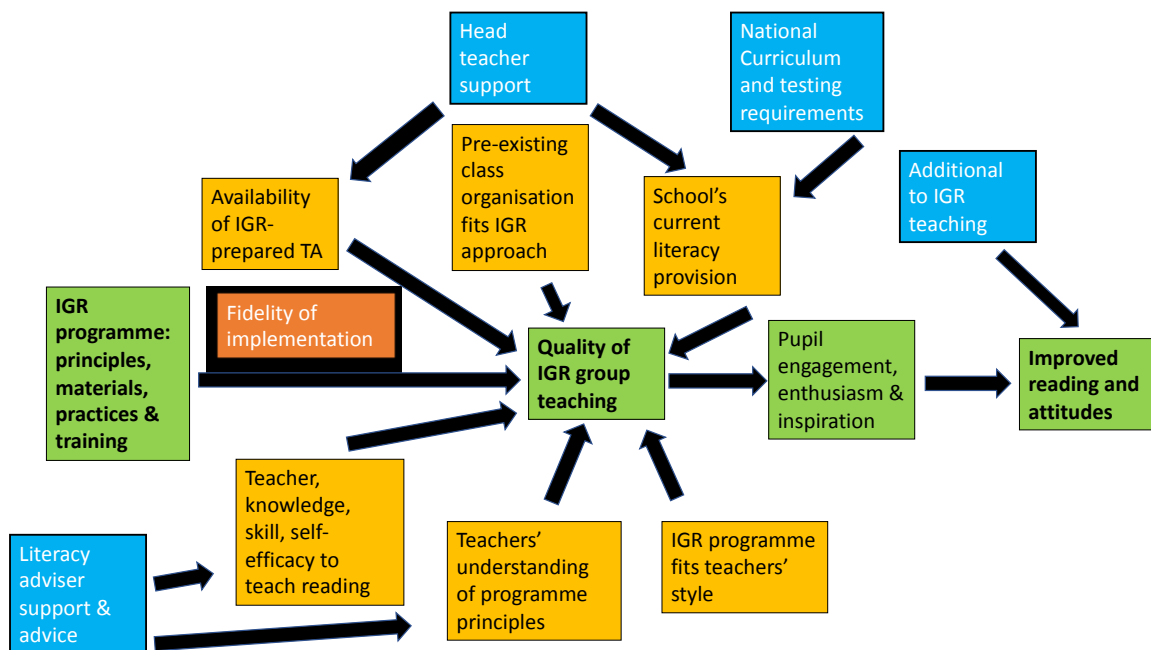 Head
teacher
support
National
Curriculum
and testing
requirements
Pre-existing
class
organisation
fits IGR
approach
Availability
of IGR-
prepared TA
School's
current
literacy
provision
Additional
to IGR
teaching
IGR
programme:
principles,
materials,
practices &
training
Fidelity of
implementation
Quality of
IGR group
teaching
Pupil
engagement,
enthusiasm &
inspiration
Improved
reading and
attitudes
Teacher,
knowledge,
skill, self-
efficacy to
teach reading
Literacy
adviser
support &
advice
Teachers'
understanding
of programme
principles
IGR programme
fits teachers'
style